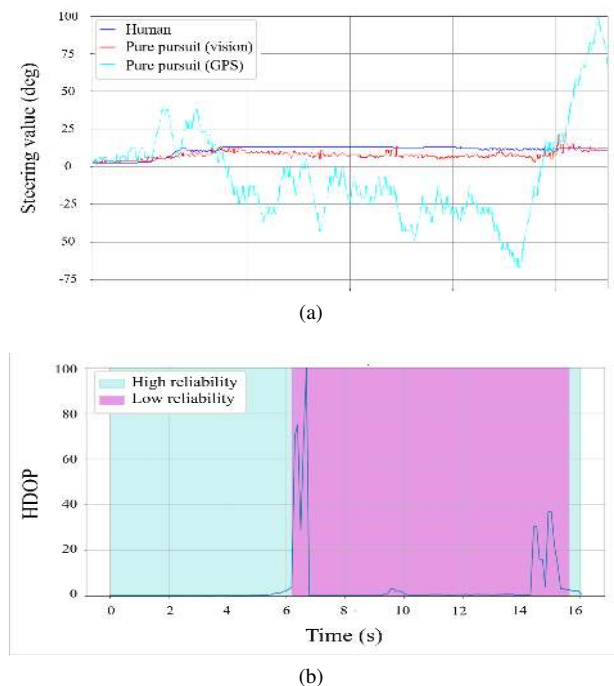 100
75
50
25
0
-25
50
-75
Steering value (deg)
Human
Pure pursuit (vision)
Pure pursuit (GPS)
(a)
100
80
60
40
20
0
HDOP
High reliability
Low reliability
0 2 4 6 8 10 12 14 16
Time (s)
(b)